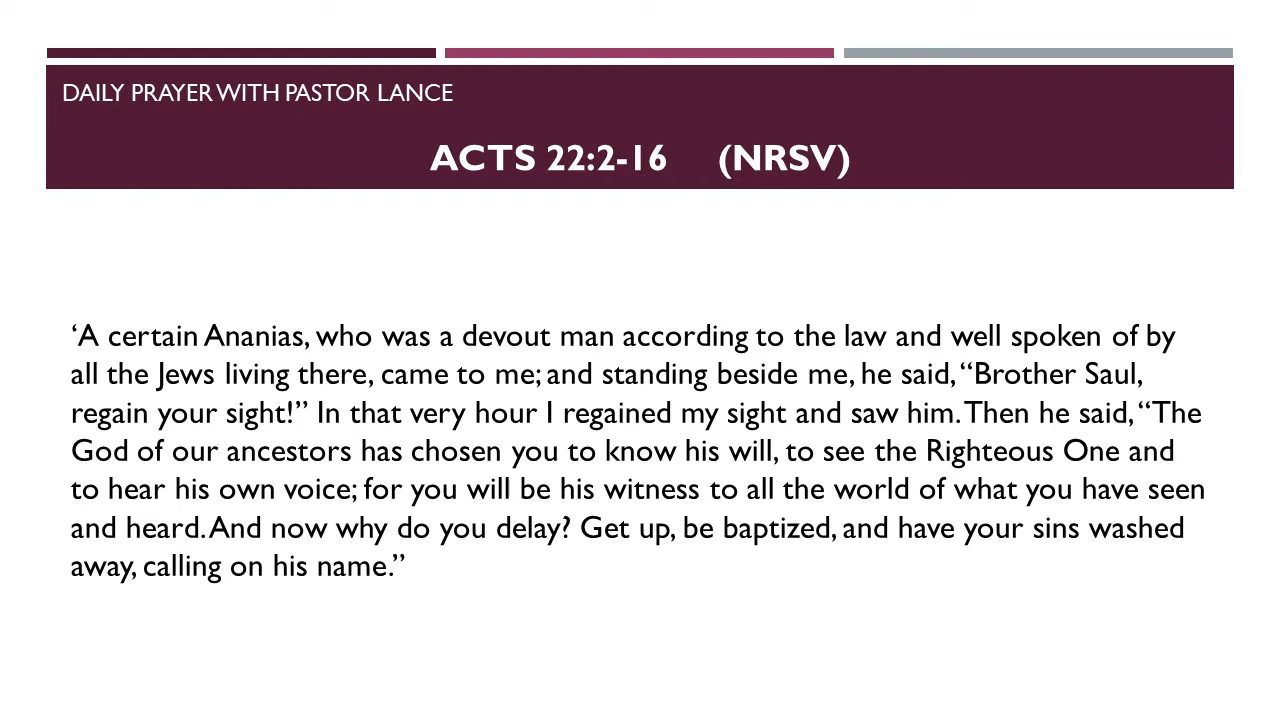 DAILY PRAYER WITH PASTOR LANCE
ACTS 22:2-16 (NRSV)
‘A certain Ananias, who was a devout man according to the law and well spoken of by
all the Jews living there, came to me; and standing beside me, he said, “Brother Saul,
regain your sight!” In that very hour I regained my sight and saw him. Then he said, “The
God of our ancestors has chosen you to know his will, to see the Righteous One and
to hear his own voice; for you will be his witness to all the world of what you have seen
and heard. And now why do you delay? Get up, be baptized, and have your sins washed
away, calling on his name.”